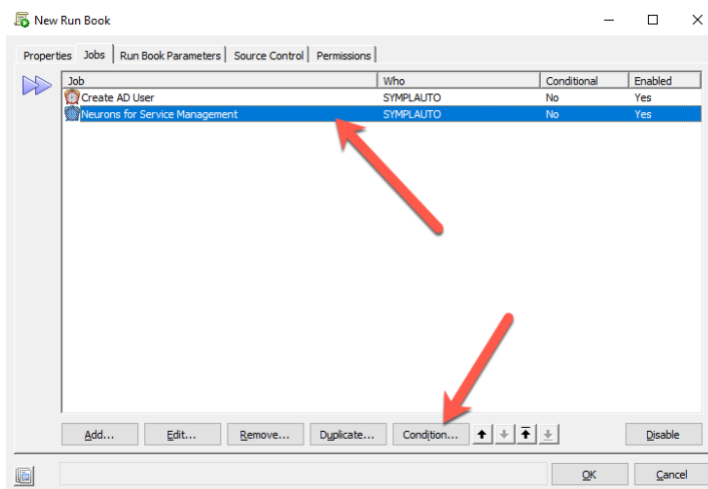 New Run Book
Properties Jobs Run Book Parameters Source Control Permissions
Job Who Conditional Enabled
Create AD User SYMPLAUTO No Yes
Neurons for Service Management SYMPLAUTO No Yes
Add... Edit... Remove... Duplicate... Condition... Disable
OK Cancel